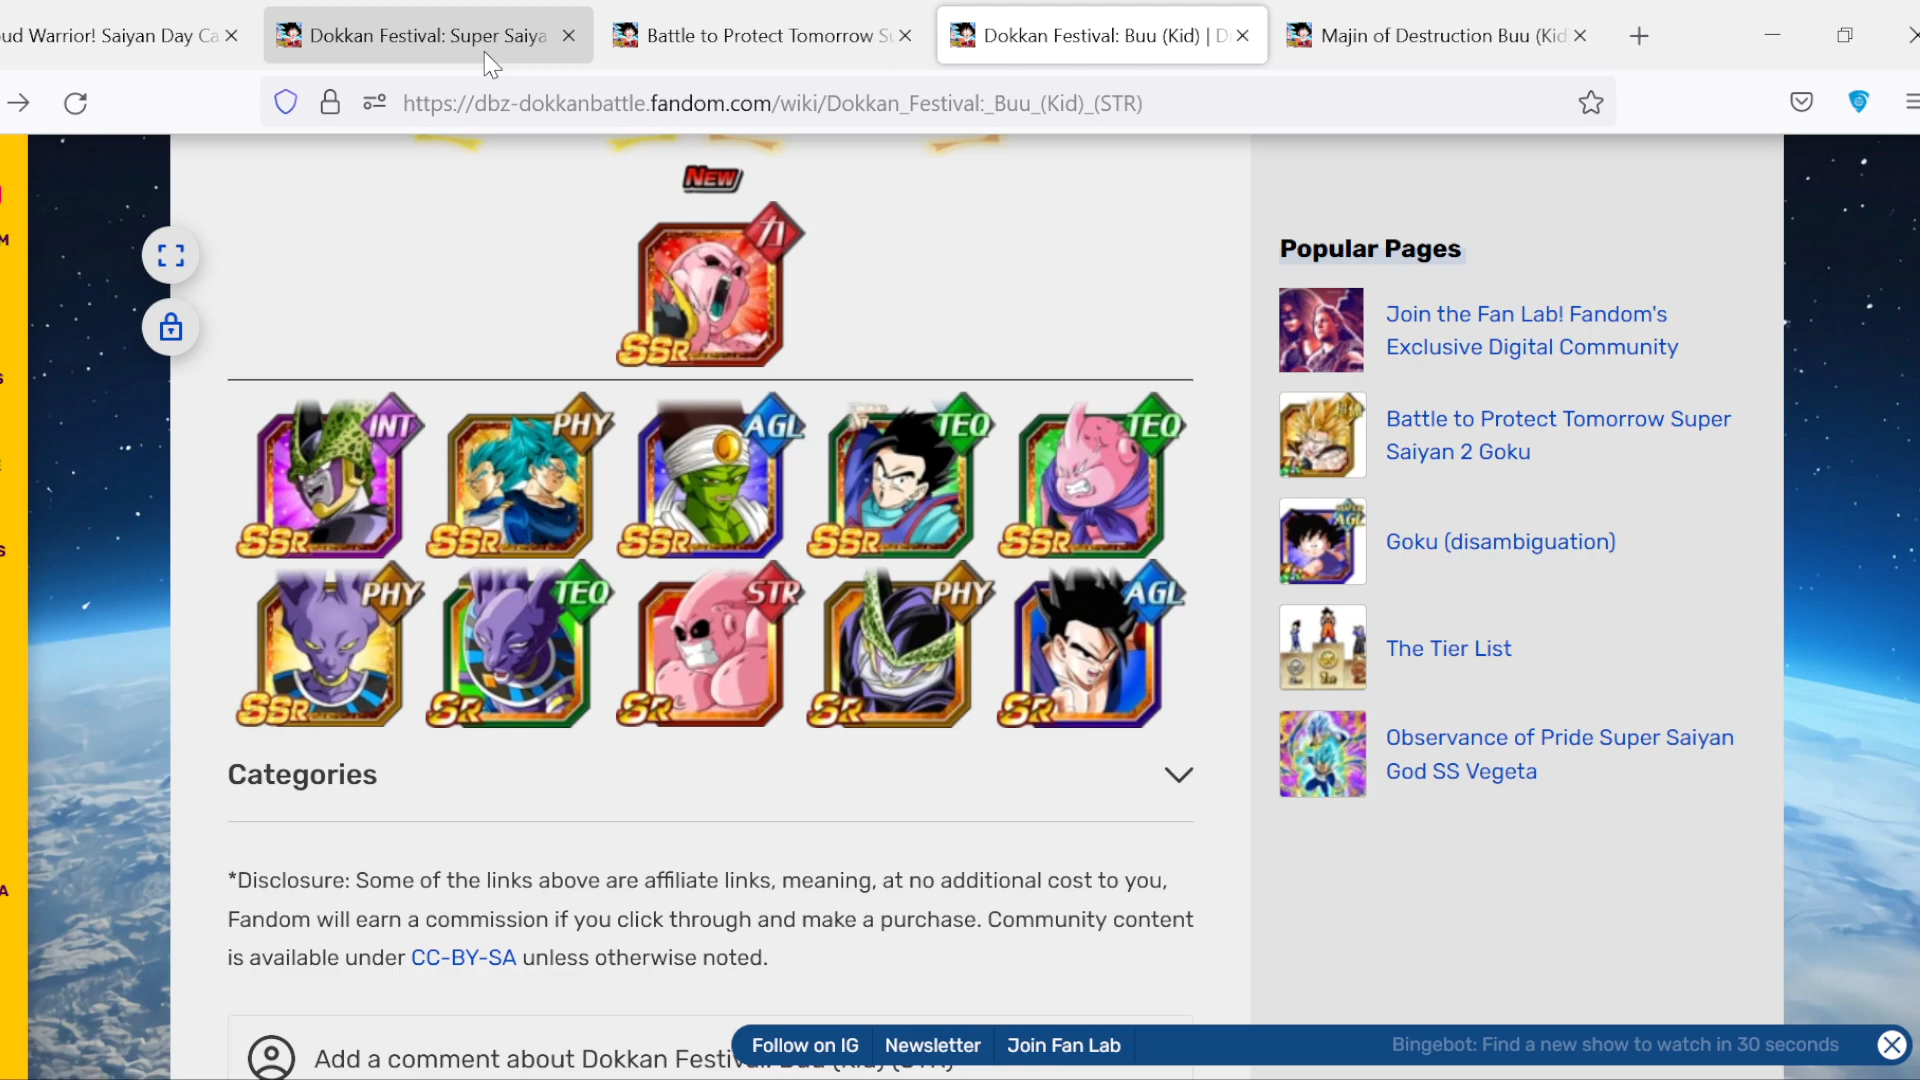 ud Warrior! Saiyan Day Ca
Dokkan Festival: Super Saiya
Battle to Protect Tomorrow Su
Dokkan Festival: Buu (Kid) | D
Majin of Destruction Buu (Kid
https://dbz-dokkanbattle.fandom.com/wiki/Dokkan_Festival:_Buu_(Kid)_(STR)
New
力
SSR
INT PHY AGL TEQ TEQ
SSR SSR SSR SSR SSR
PHY TEQ STR PHY AGL
SSR SR SR SR SR
Categories
*Disclosure: Some of the links above are affiliate links, meaning, at no additional cost to you,
Fandom will earn a commission if you click through and make a purchase. Community content
is available under CC-BY-SA unless otherwise noted.
Add a comment about Dokkan Festival: Buu (Kid) (STR)
Popular Pages
Join the Fan Lab! Fandom's
Exclusive Digital Community
Battle to Protect Tomorrow Super
Saiyan 2 Goku
AGL
Goku (disambiguation)
The Tier List
Observance of Pride Super Saiyan
God SS Vegeta
Follow on IG
Newsletter
Join Fan Lab
Bingebot: Find a new show to watch in 30 seconds